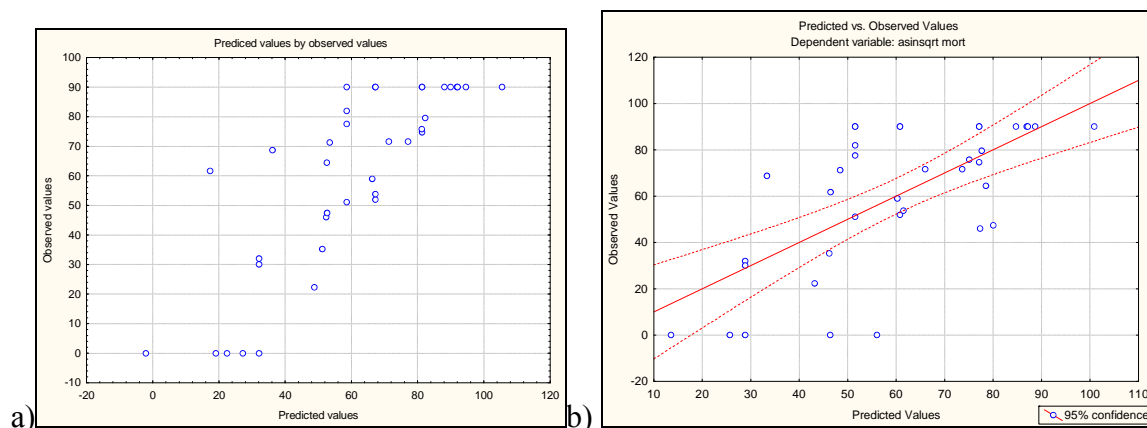 Prediced values by observed values
100
90
80
70
60
50
40
30
20
10
0
-10
Observed values
-20 0 20 40 60 80 100 120
Predicted values
a)
Predicted vs. Observed Values
Dependent variable: asinsqrt mort
120
100
80
60
40
20
0
-20
Observed Values
10 20 30 40 50 60 70 80 90 100 110
Predicted Values
95% confidence
b)